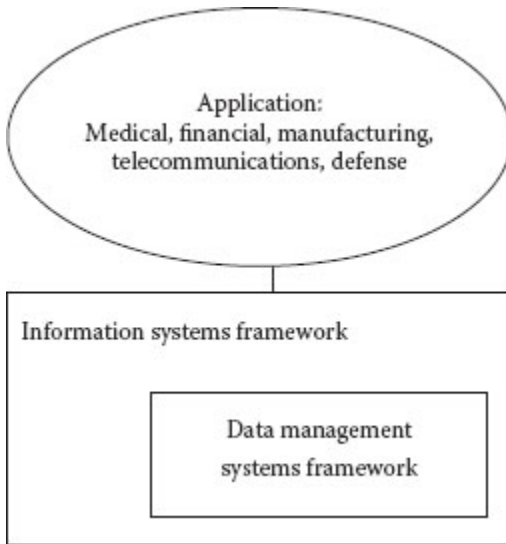 Application:
Medical, financial, manufacturing,
telecommunications, defense
Information systems framework
Data management
systems framework